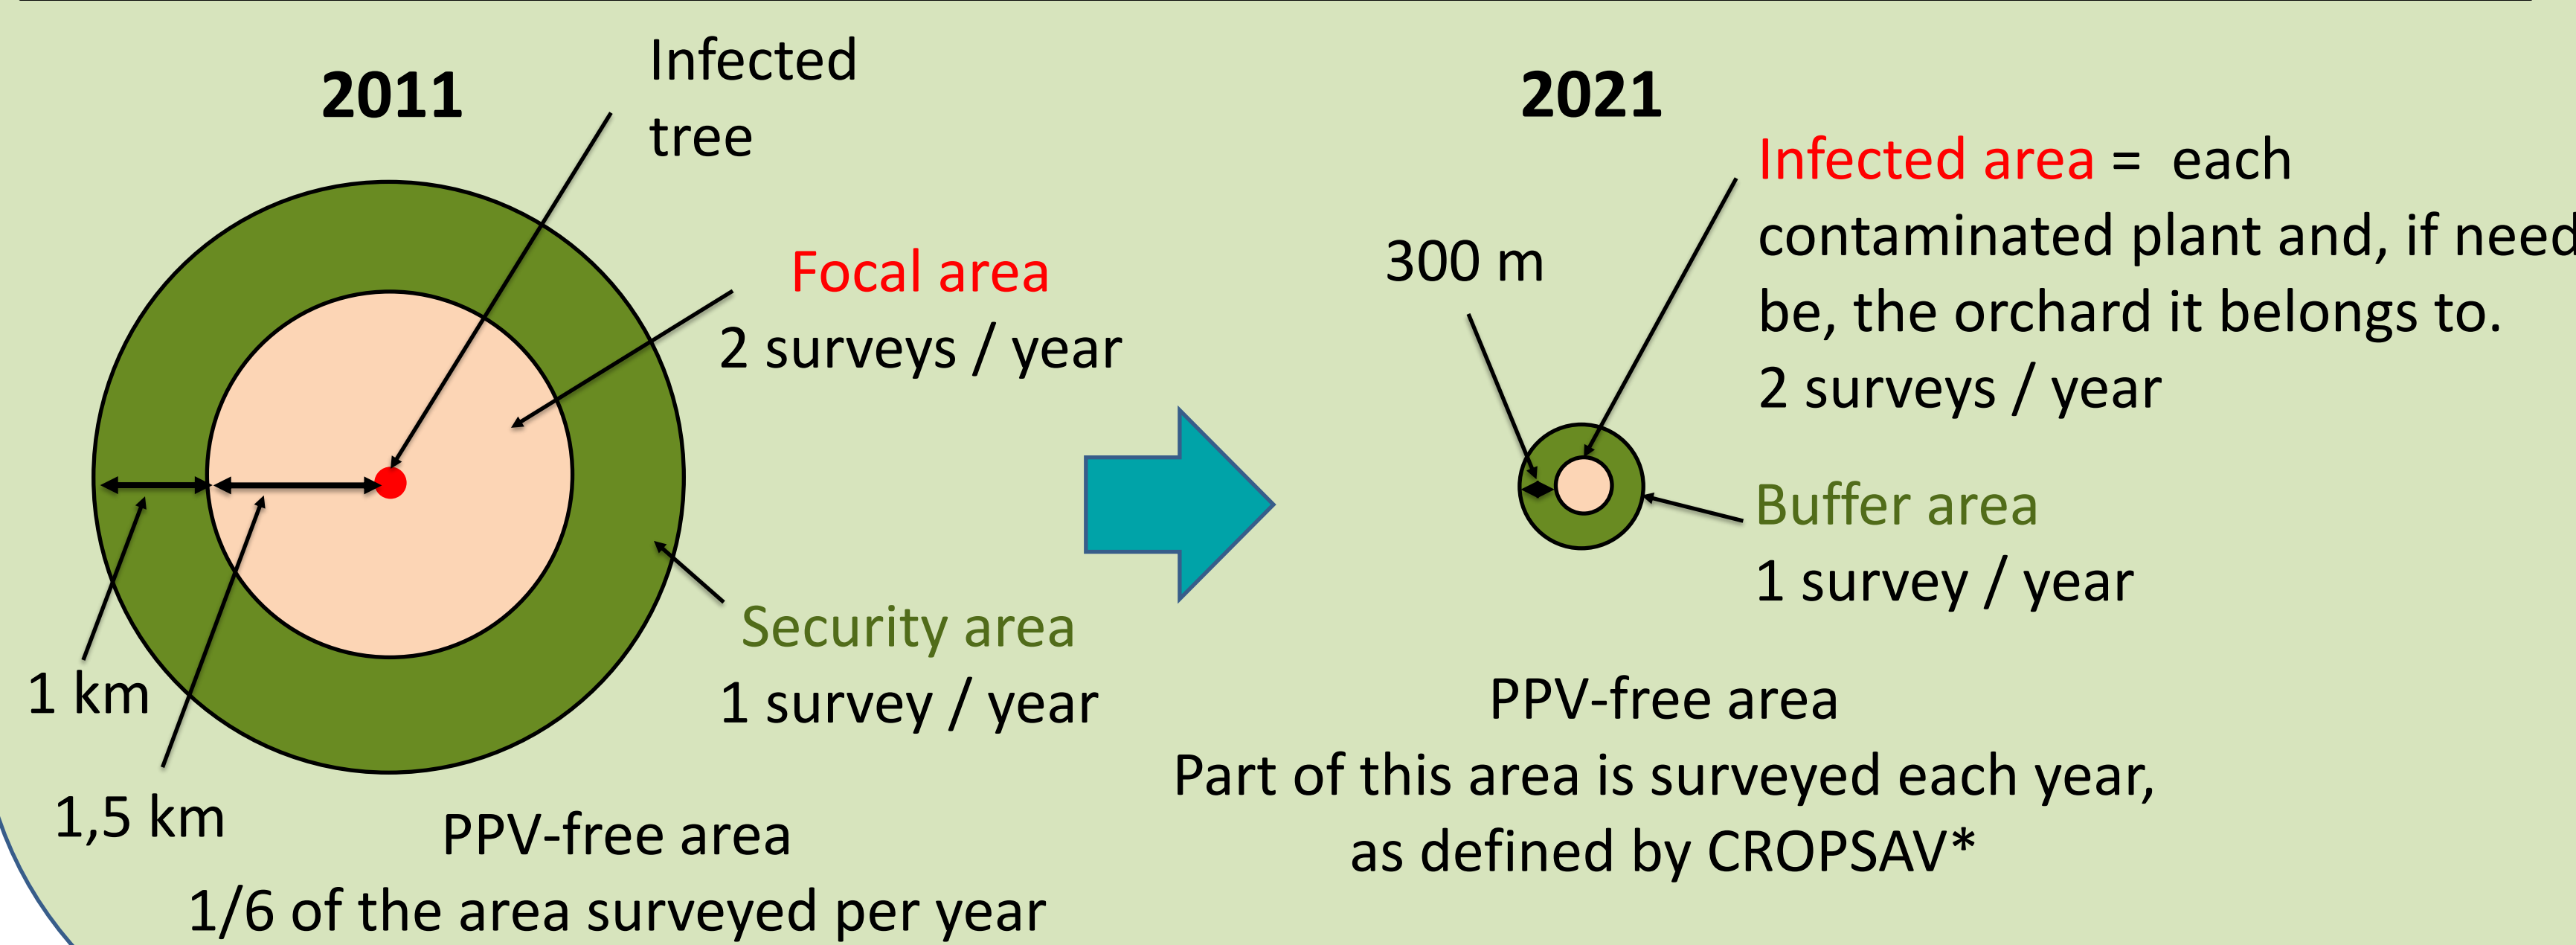 2011
Infected
tree
Focal area
2 surveys / year
Security area
1 survey / year
1 km
1,5 km
PPV-free area
1/6 of the area surveyed per year
2021
300 m
Infected area = each
contaminated plant and, if need
be, the orchard it belongs to.
2 surveys / year
Buffer area
1 survey / year
PPV-free area
Part of this area is surveyed each year,
as defined by CROPSAV*